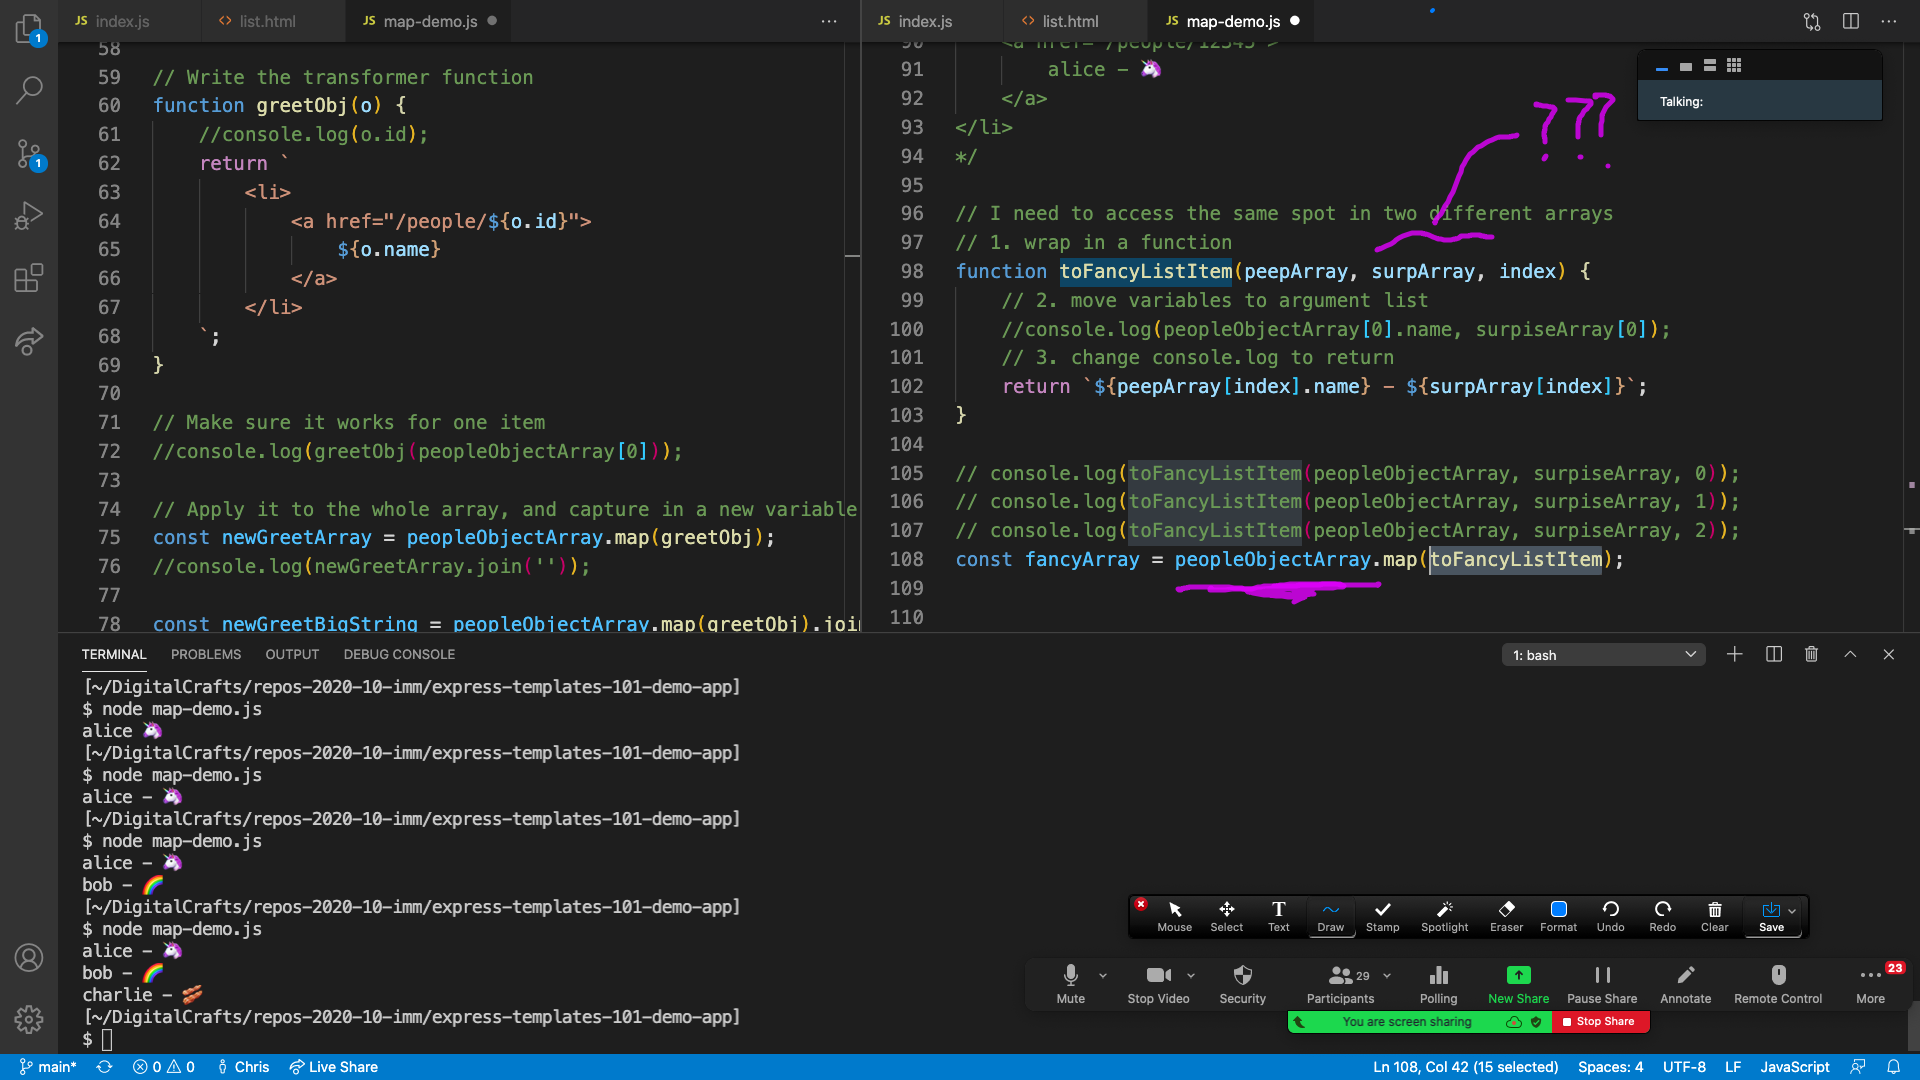 JS index.js
<> list.html
JS map-demo.js
58
59 // Write the transformer function
60 function greetObj(o) {
61 //console.log(o.id);
62 return `
63 <li>
64 <a href="/people/${o.id}">
65 ${o.name}
66 </a>
67 </li>
68 `;
69 }
70
71 // Make sure it works for one item
72 //console.log(greetObj(peopleObjectArray[0]));
73
74 // Apply it to the whole array, and capture in a new variable
75 const newGreetArray = peopleObjectArray.map(greetObj);
76 //console.log(newGreetArray.join(''));
77
78 const newGreetBigString = peopleObjectArray.map(greetObj).joi
JS index.js
<> list.html
JS map-demo.js
90 <a href="/people/12345">
91 alice - 🦄
92 </a>
93 </li>
94 */
95
96 // I need to access the same spot in two different arrays
97 // 1. wrap in a function
98 function toFancyListItem(peepArray, surpArray, index) {
99 // 2. move variables to argument list
100 //console.log(peopleObjectArray[0].name, surpiseArray[0]);
101 // 3. change console.log to return
102 return `${peepArray[index].name} - ${surpArray[index]}`;
103 }
104
105 // console.log(toFancyListItem(peopleObjectArray, surpiseArray, 0));
106 // console.log(toFancyListItem(peopleObjectArray, surpiseArray, 1));
107 // console.log(toFancyListItem(peopleObjectArray, surpiseArray, 2));
108 const fancyArray = peopleObjectArray.map(toFancyListItem);
109
110
???
Talking:
TERMINAL PROBLEMS OUTPUT DEBUG CONSOLE
1: bash
[~/DigitalCrafts/repos-2020-10-imm/express-templates-101-demo-app]
$ node map-demo.js
alice 🦄
[~/DigitalCrafts/repos-2020-10-imm/express-templates-101-demo-app]
$ node map-demo.js
alice - 🦄
[~/DigitalCrafts/repos-2020-10-imm/express-templates-101-demo-app]
$ node map-demo.js
alice - 🦄
bob - 🌈
[~/DigitalCrafts/repos-2020-10-imm/express-templates-101-demo-app]
$ node map-demo.js
alice - 🦄
bob - 🌈
charlie - 🥓
[~/DigitalCrafts/repos-2020-10-imm/express-templates-101-demo-app]
$
Mouse Select Text Draw Stamp Spotlight Eraser Format Undo Redo Clear Save
29
23
Mute Stop Video Security Participants Polling New Share Pause Share Annotate Remote Control More
You are screen sharing Stop Share
1
1
main* 0 0 Chris Live Share
Ln 108, Col 42 (15 selected) Spaces: 4 UTF-8 LF JavaScript